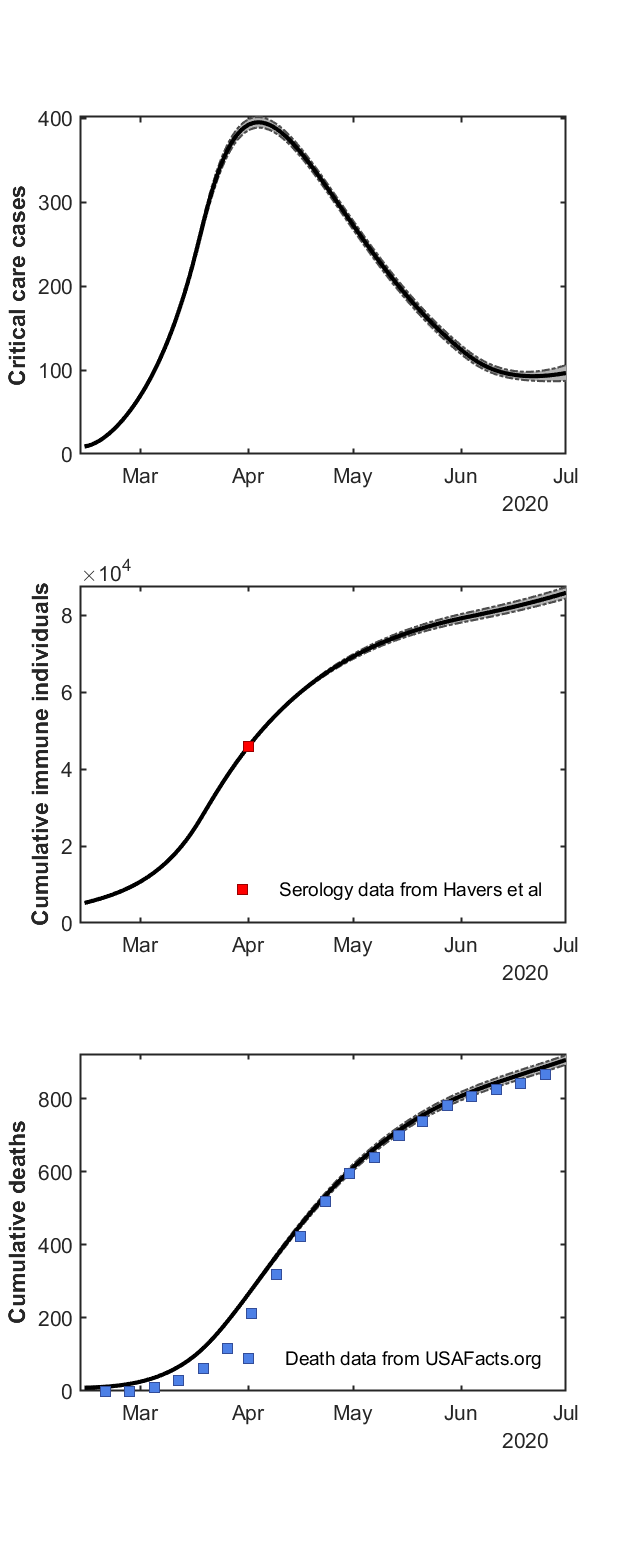 Critical care cases
400
300
200
100
0
Mar Apr May Jun Jul
2020
×10⁴
Cumulative immune individuals
8
6
4
2
0
Serology data from Havers et al
Mar Apr May Jun Jul
2020
Cumulative deaths
800
600
400
200
0
Death data from USAFacts.org
Mar Apr May Jun Jul
2020